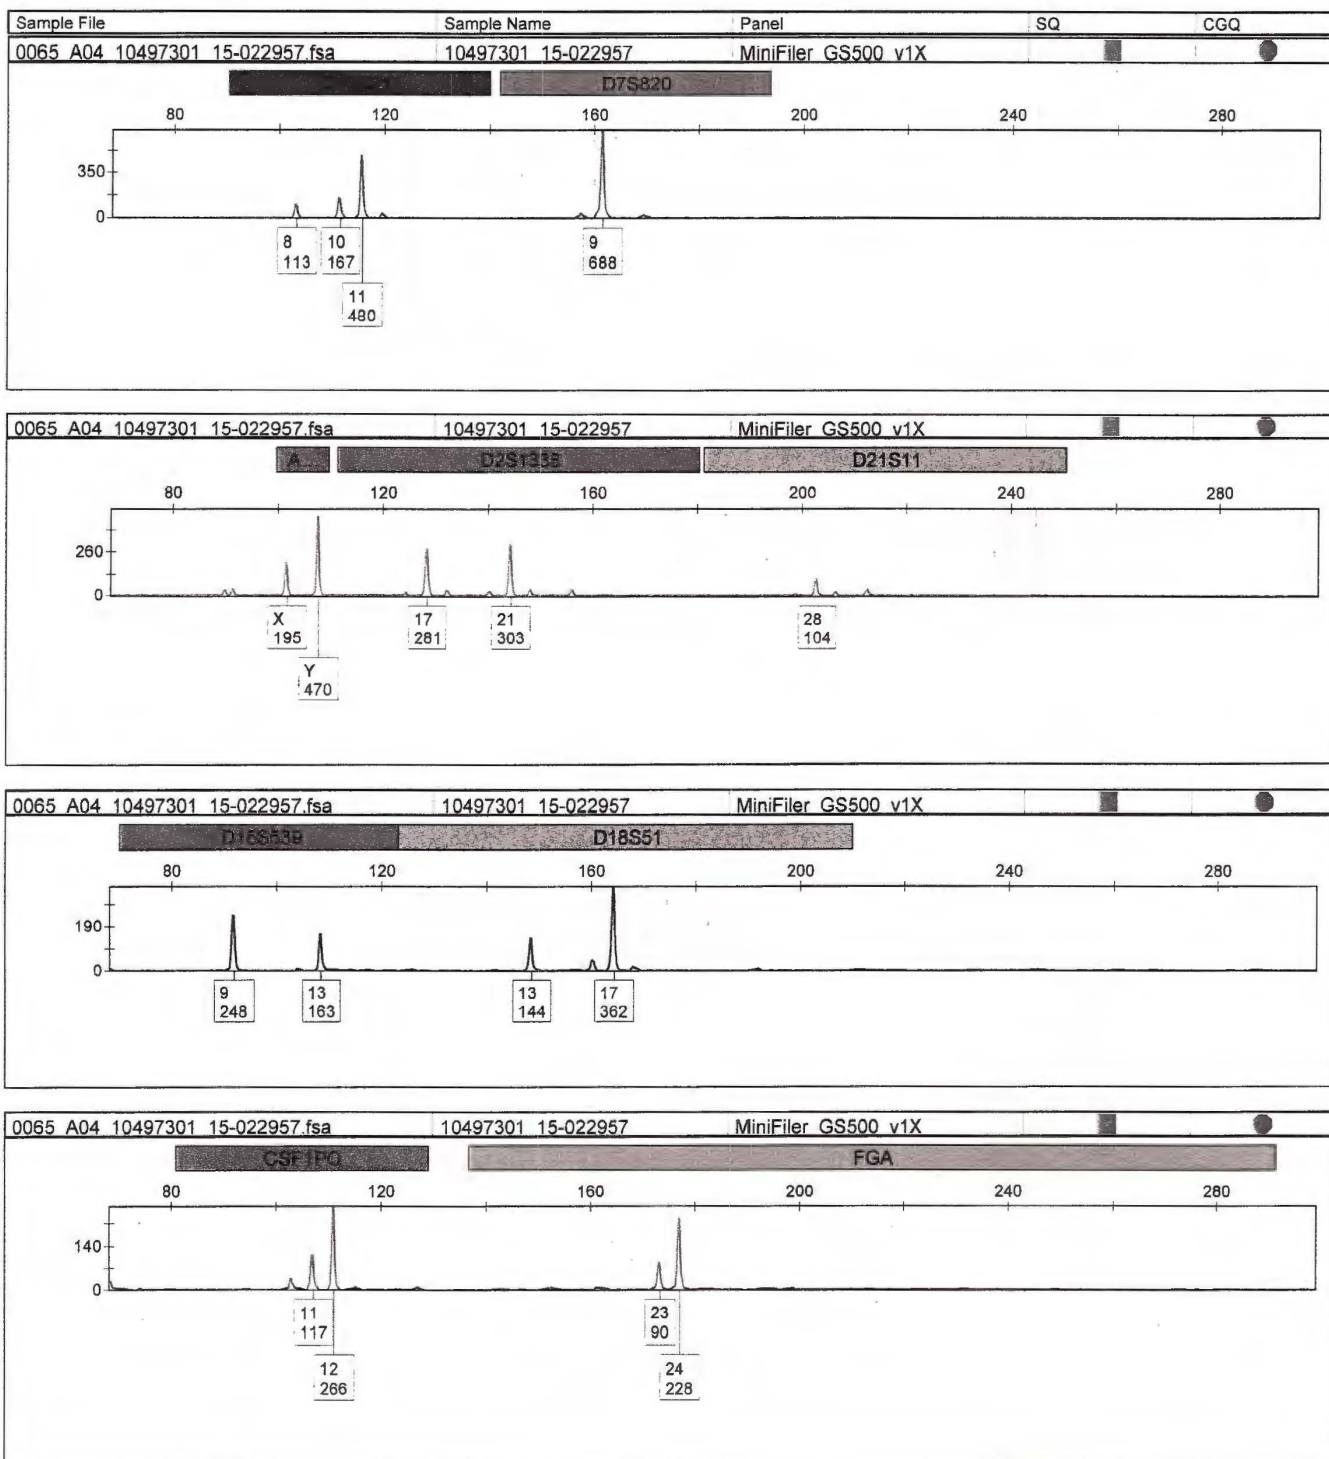 Sample File Sample Name Panel SQ CGQ
0065_A04_10497301_15-022957.fsa 10497301_15-022957 MiniFiler_GS500_v1X
D7S820
80 120 160 200 240 280
350
0
8 10 9
113 167 688
11
480
0065_A04_10497301_15-022957.fsa 10497301_15-022957 MiniFiler_GS500_v1X
A... D2S1338 D21S11
80 120 160 200 240 280
260
0
X 17 21 28
195 281 303 104
Y
470
0065_A04_10497301_15-022957.fsa 10497301_15-022957 MiniFiler_GS500_v1X
D16S539 D18S51
80 120 160 200 240 280
190
0
9 13 13 17
248 163 144 362
0065_A04_10497301_15-022957.fsa 10497301_15-022957 MiniFiler_GS500_v1X
CSF1PO FGA
80 120 160 200 240 280
140
0
11 23
117 90
12 24
266 228